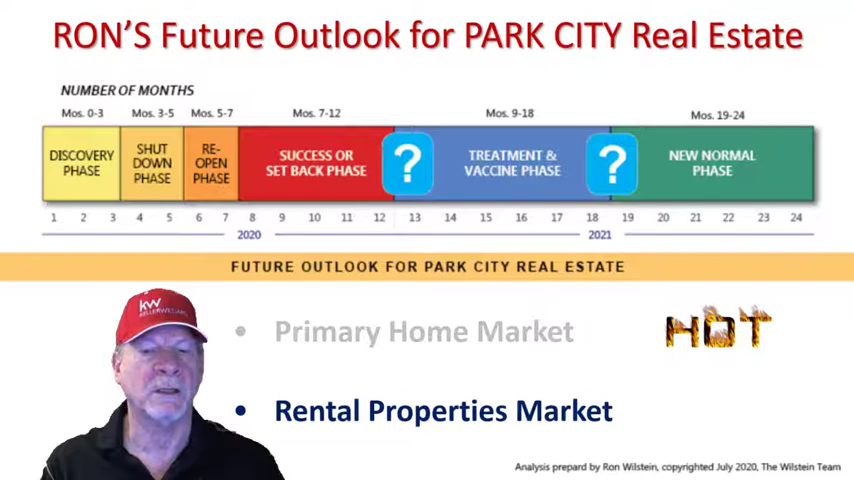 RON'S Future Outlook for PARK CITY Real Estate
NUMBER OF MONTHS
Mos. 0-3 Mos. 3-5 Mos. 5-7 Mos. 7-12 Mos. 9-18 Mos. 19-24
DISCOVERY PHASE
SHUT DOWN PHASE
RE-OPEN PHASE
SUCCESS OR SET BACK PHASE
?
TREATMENT & VACCINE PHASE
?
NEW NORMAL PHASE
1 2 3 4 5 6 7 8 9 10 11 12 13 14 15 16 17 18 19 20 21 22 23 24
2020 2021
FUTURE OUTLOOK FOR PARK CITY REAL ESTATE
• Primary Home Market
HOT
kw
KELLERWILLIAMS
• Rental Properties Market
Analysis prepared by Ron Wilstein, copyrighted July 2020, The Wilstein Team